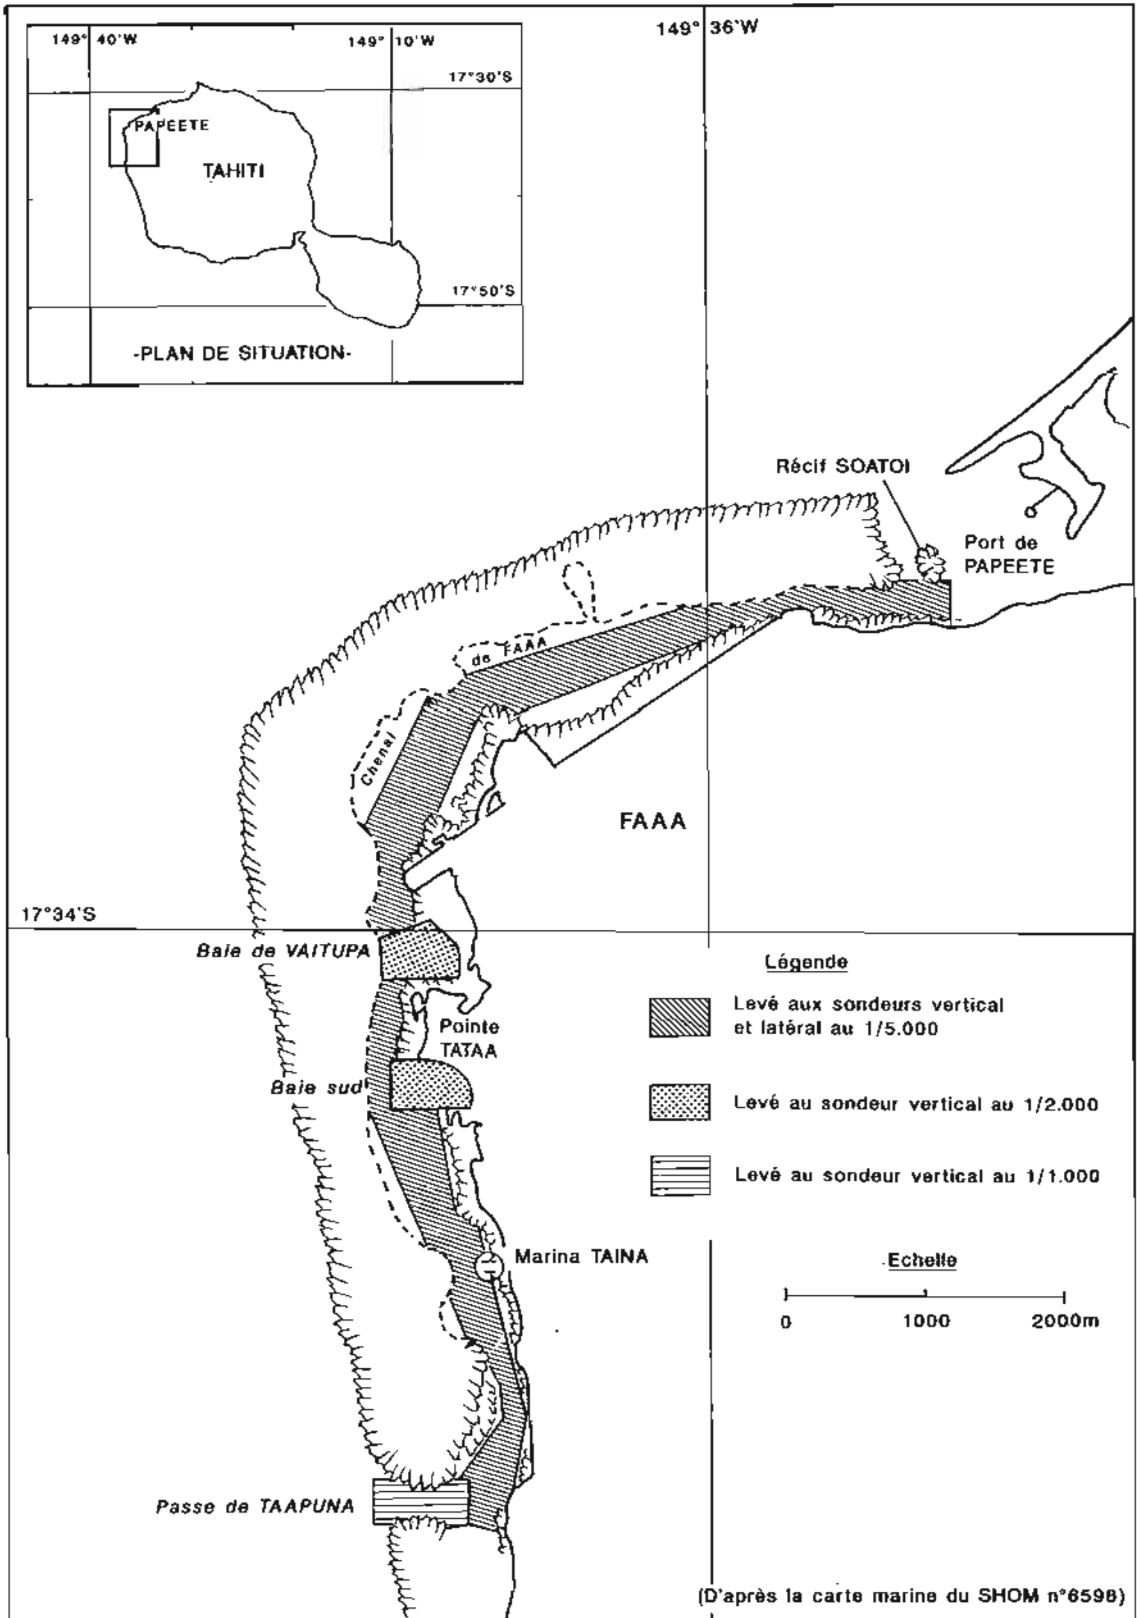 149° 40'W
149° 10'W
17°30'S
PAPEETE
TAHITI
17°50'S
-PLAN DE SITUATION-
149° 36'W
Récif SOATOI
Port de
PAPEETE
de FAAA
Chenal
FAAA
17°34'S
Baie de VAITUPA
Pointe
TATAA
Baie sud
Légende
Levé aux sondeurs vertical
et latéral au 1/5.000
Levé au sondeur vertical au 1/2.000
Levé au sondeur vertical au 1/1.000
Marina TAINA
Echelle
0 1000 2000m
Passe de TAAPUNA
(D'après la carte marine du SHOM n°6598)